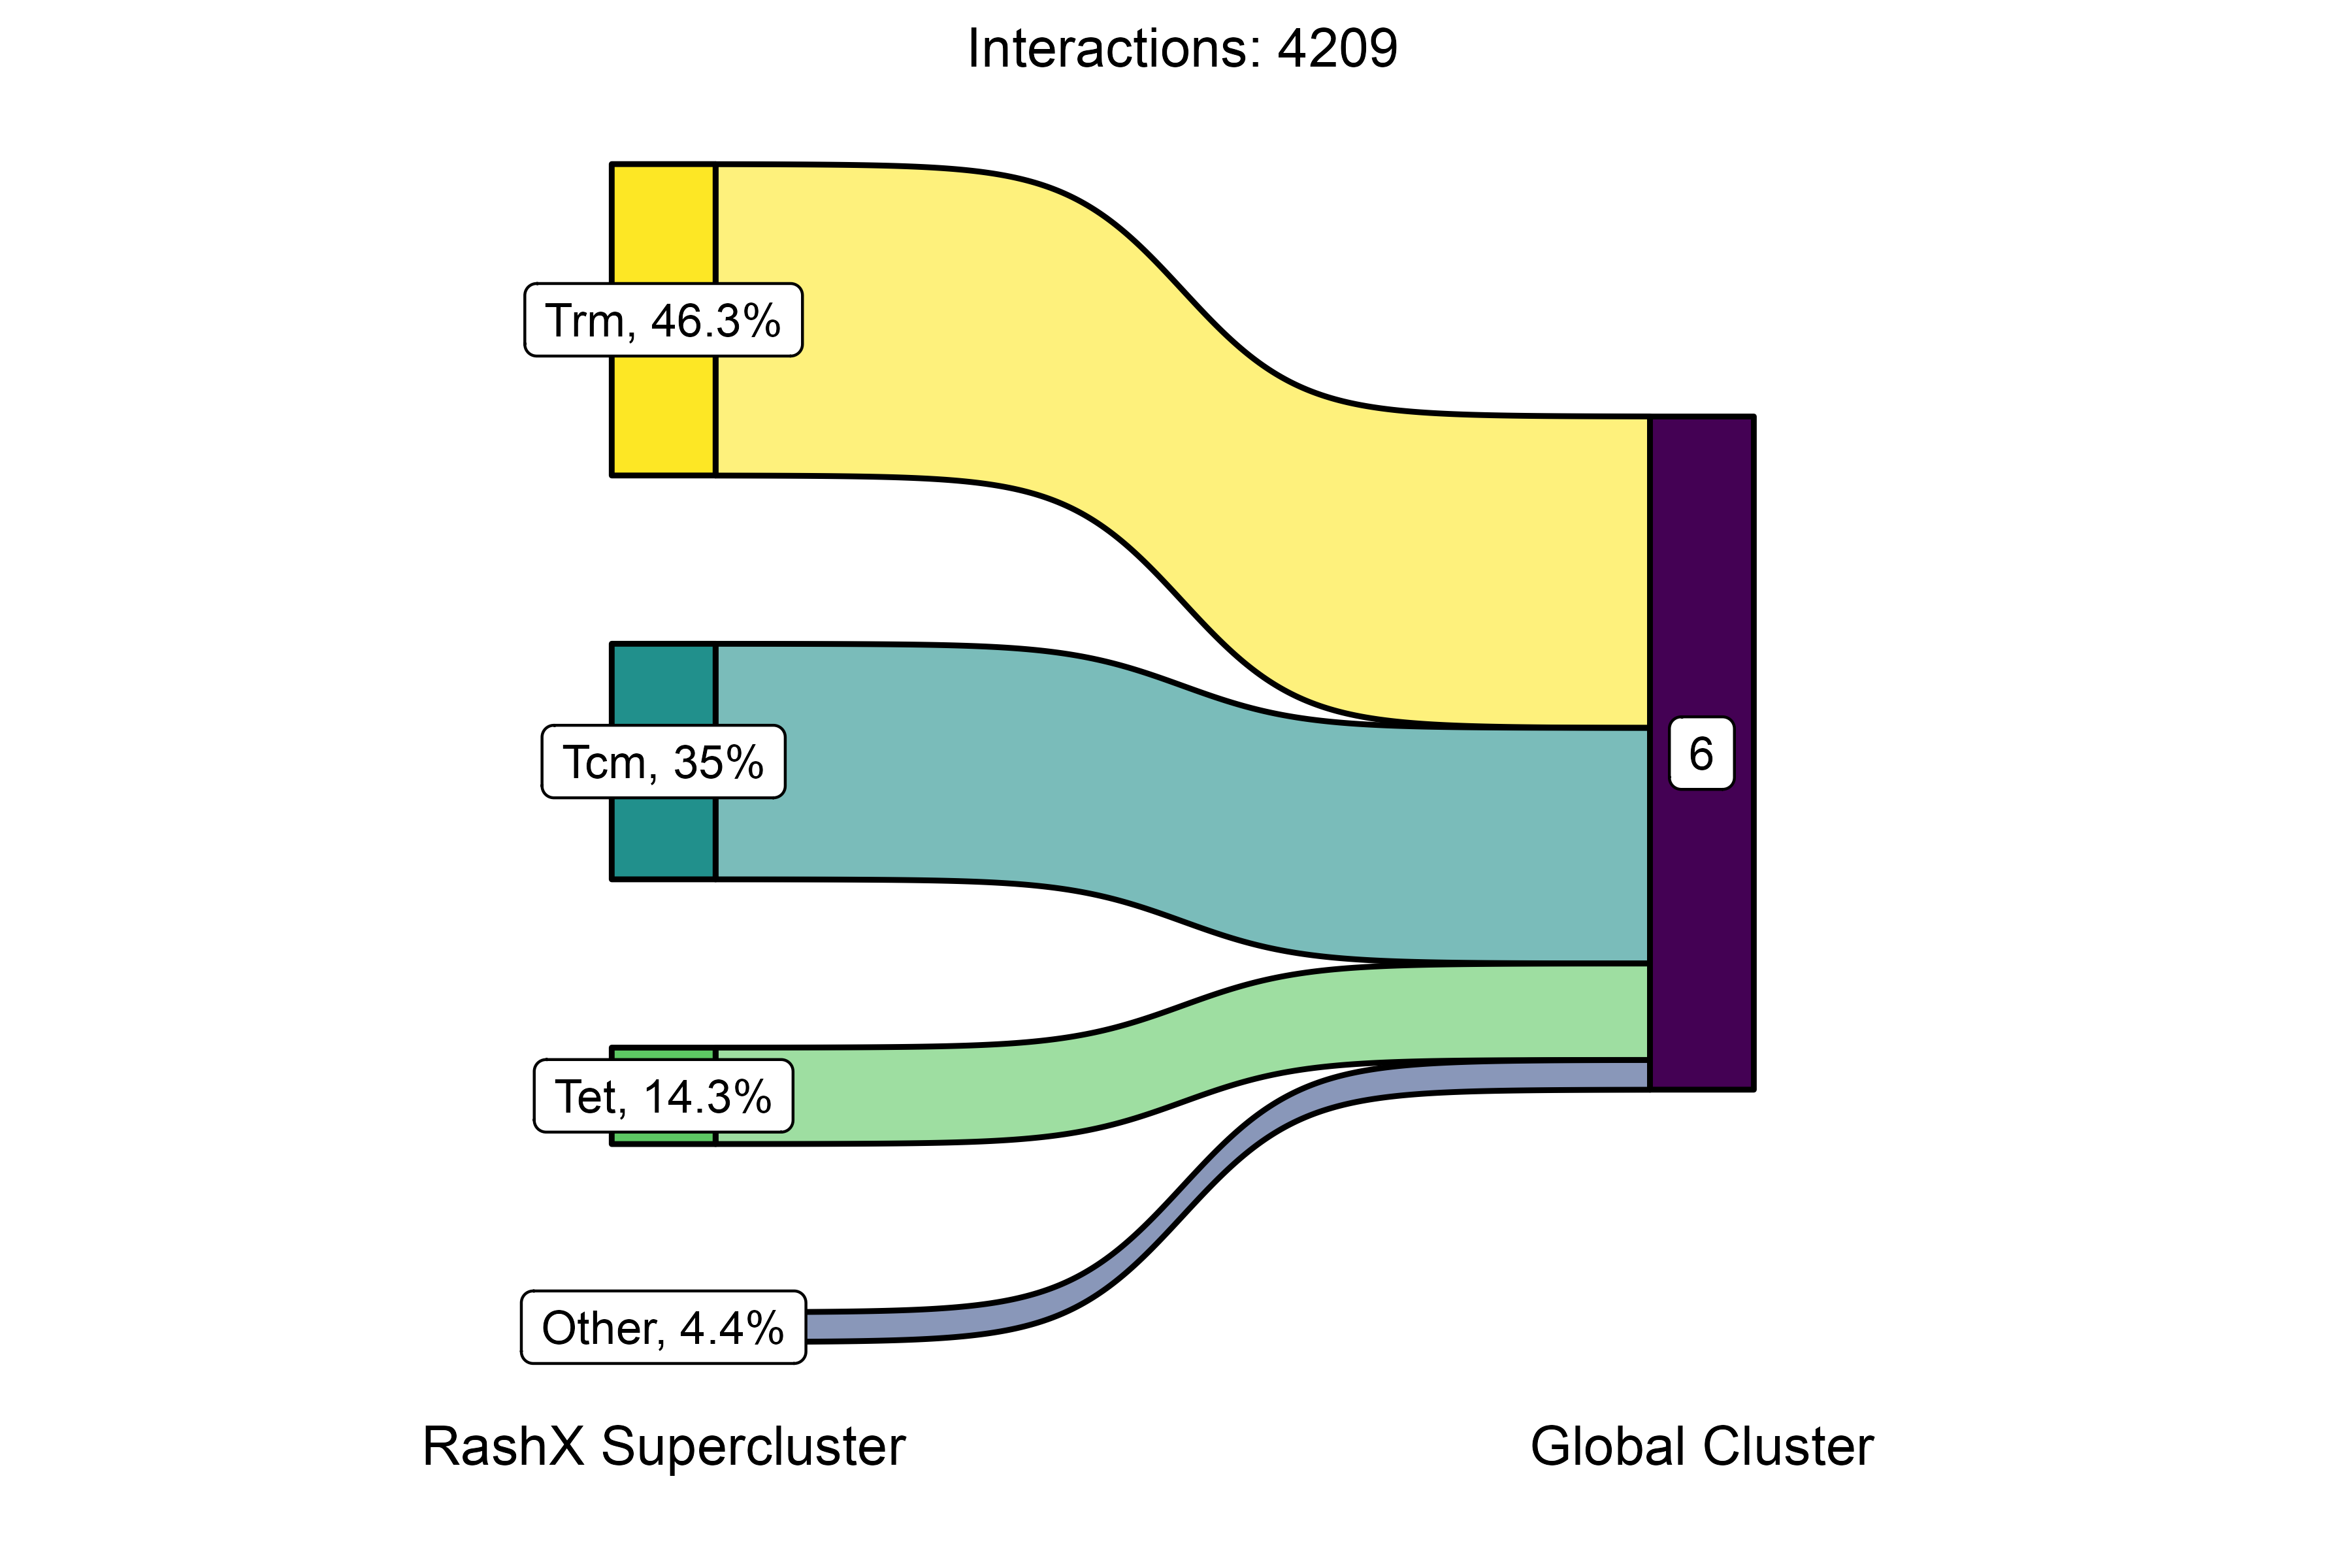 Interactions: 4209
Trm, 46.3%
Tcm, 35%
6
Tet, 14.3%
Other, 4.4%
RashX Supercluster
Global Cluster